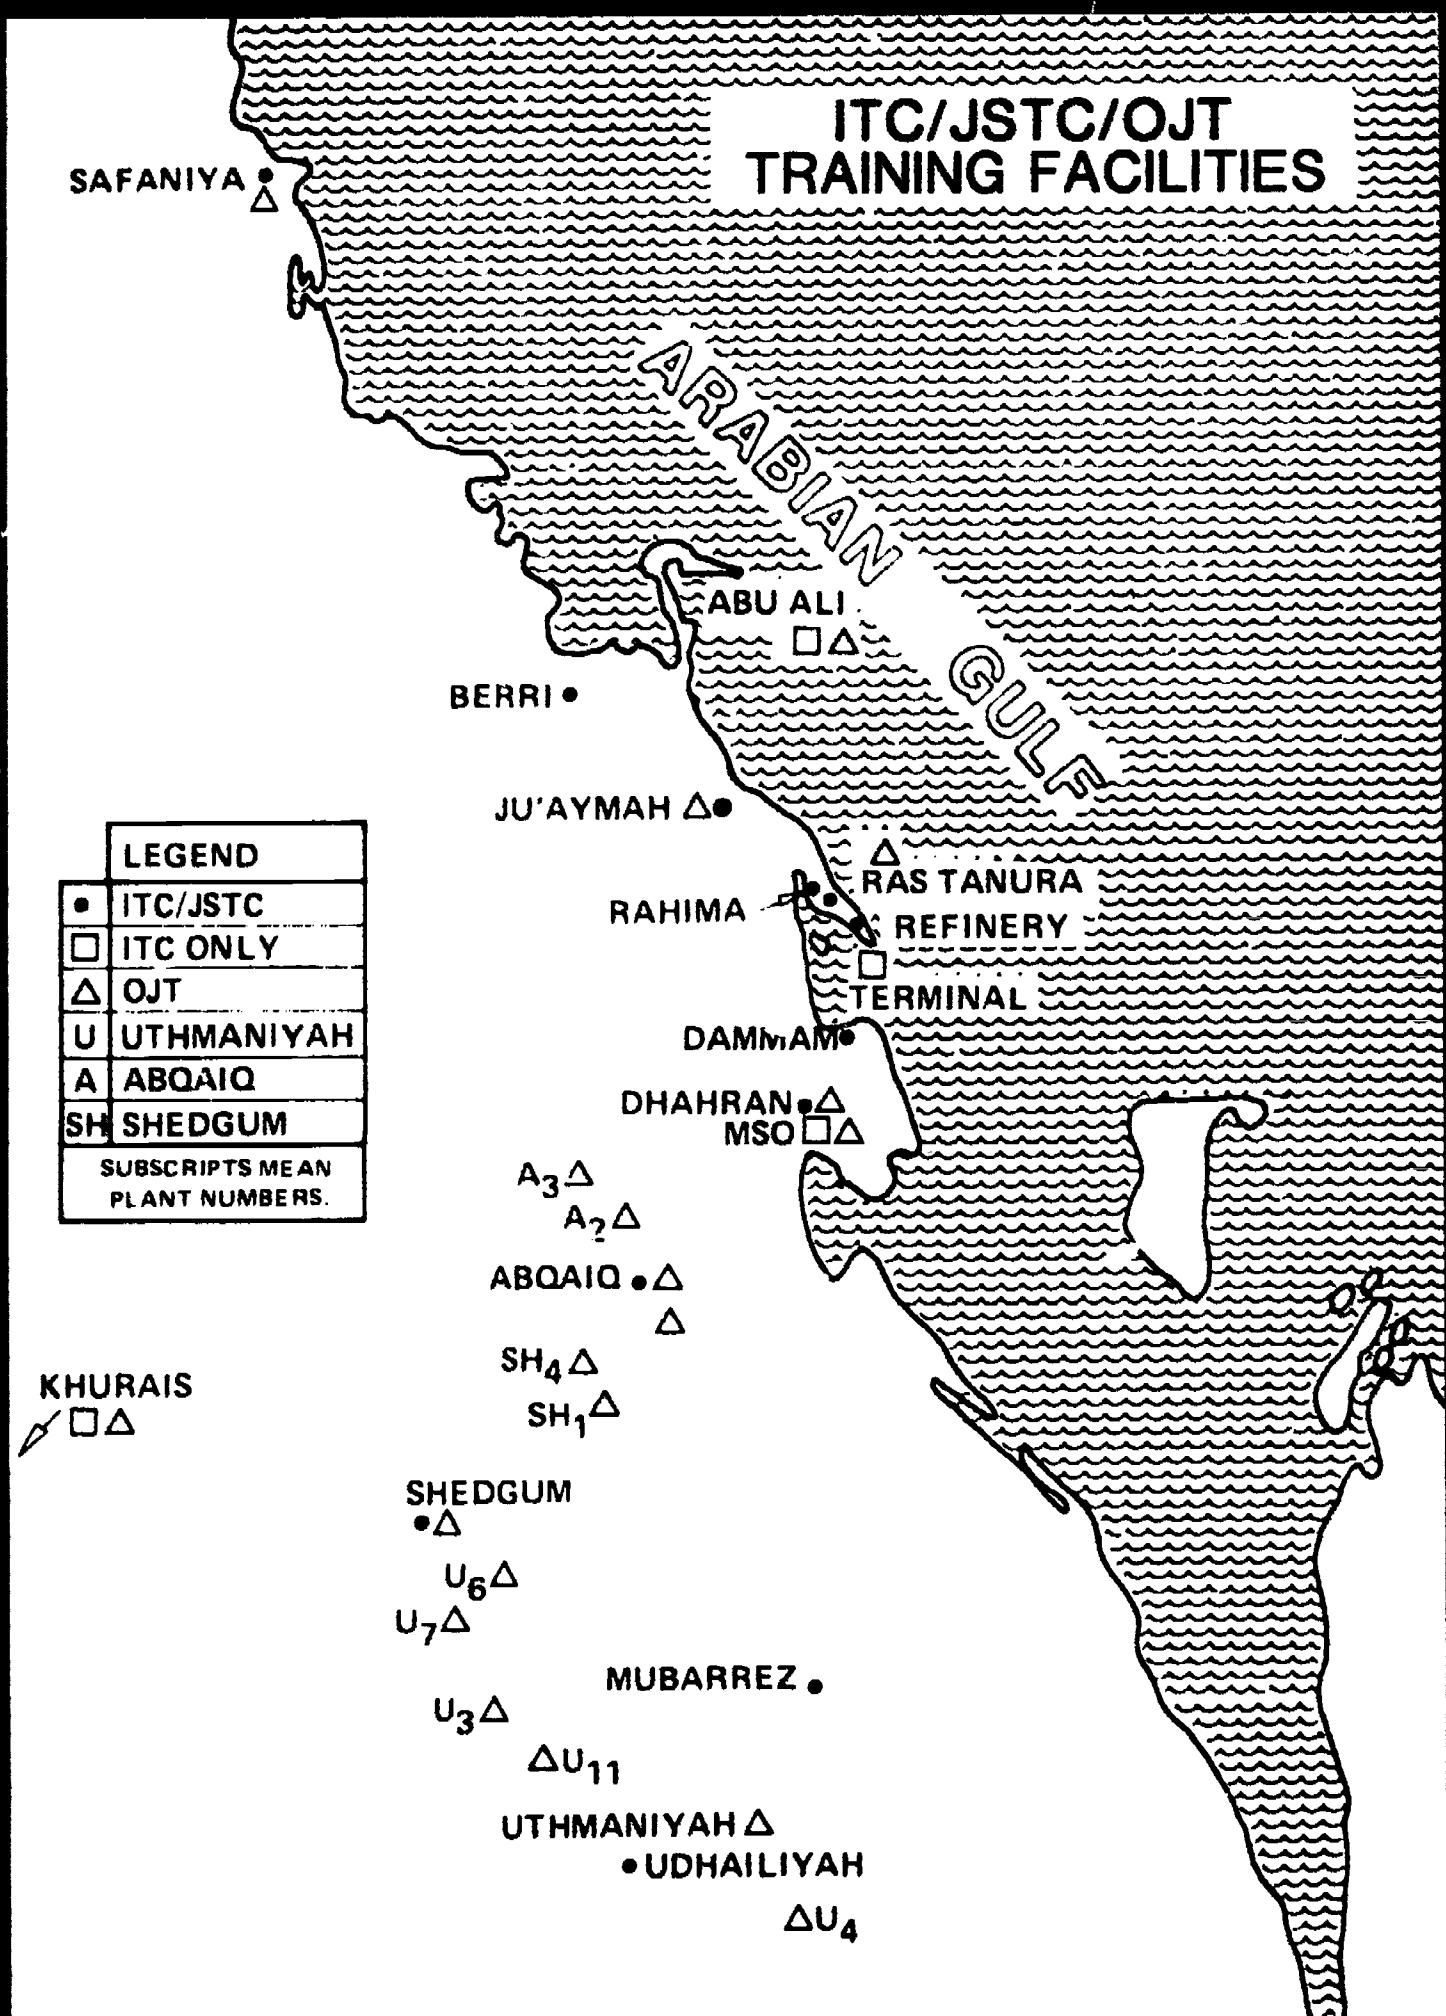 ITC/JSTC/OJT
TRAINING FACILITIES
SAFANIYA
ARABIAN GULF
ABU ALI
BERRI
JU'AYMAH
RAS TANURA
RAHIMA
REFINERY
TERMINAL
DAMMAM
DHAHRAN
MSO
LEGEND
ITC/JSTC
ITC ONLY
OJT
U UTHMANIYAH
A ABQAIQ
SH SHEDGUM
SUBSCRIPTS MEAN
PLANT NUMBERS.
A3
A2
ABQAIQ
SH4
KHURAIS
SH1
SHEDGUM
U6
U7
MUBARREZ
U3
U11
UTHMANIYAH
UDHAILIYAH
U4